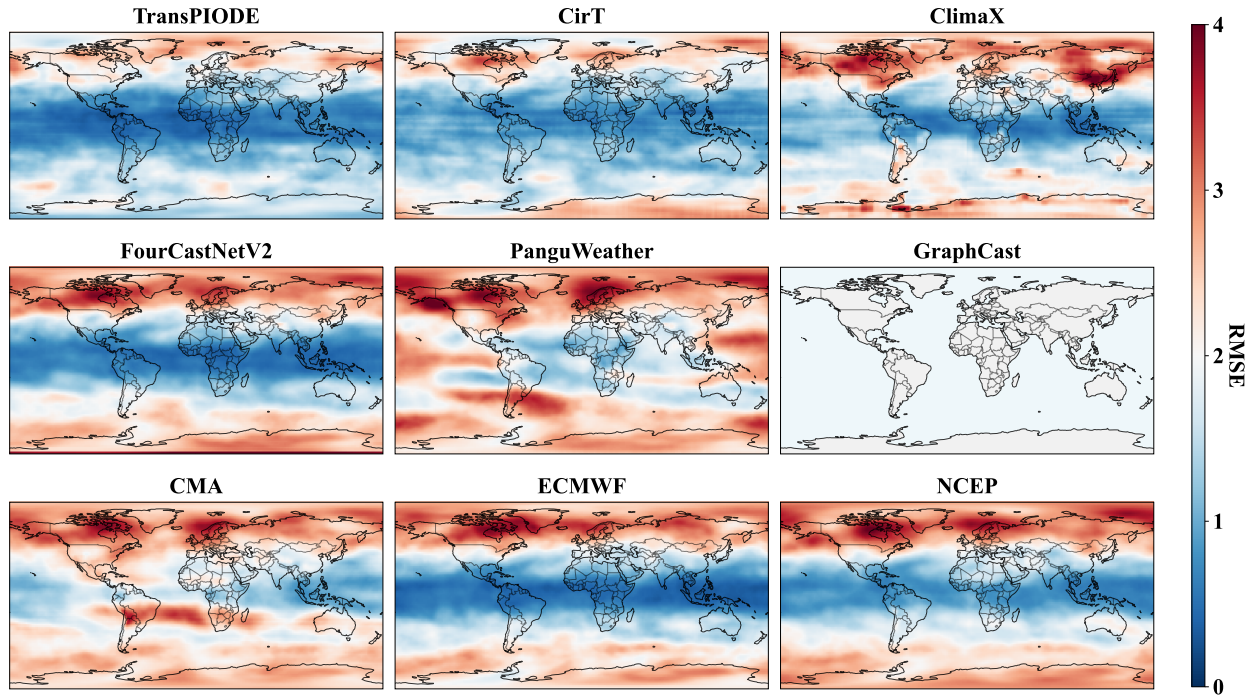 TransPIODE
CirT
ClimaX
FourCastNetV2
PanguWeather
GraphCast
CMA
ECMWF
NCEP
4
3
2
1
0
RMSE